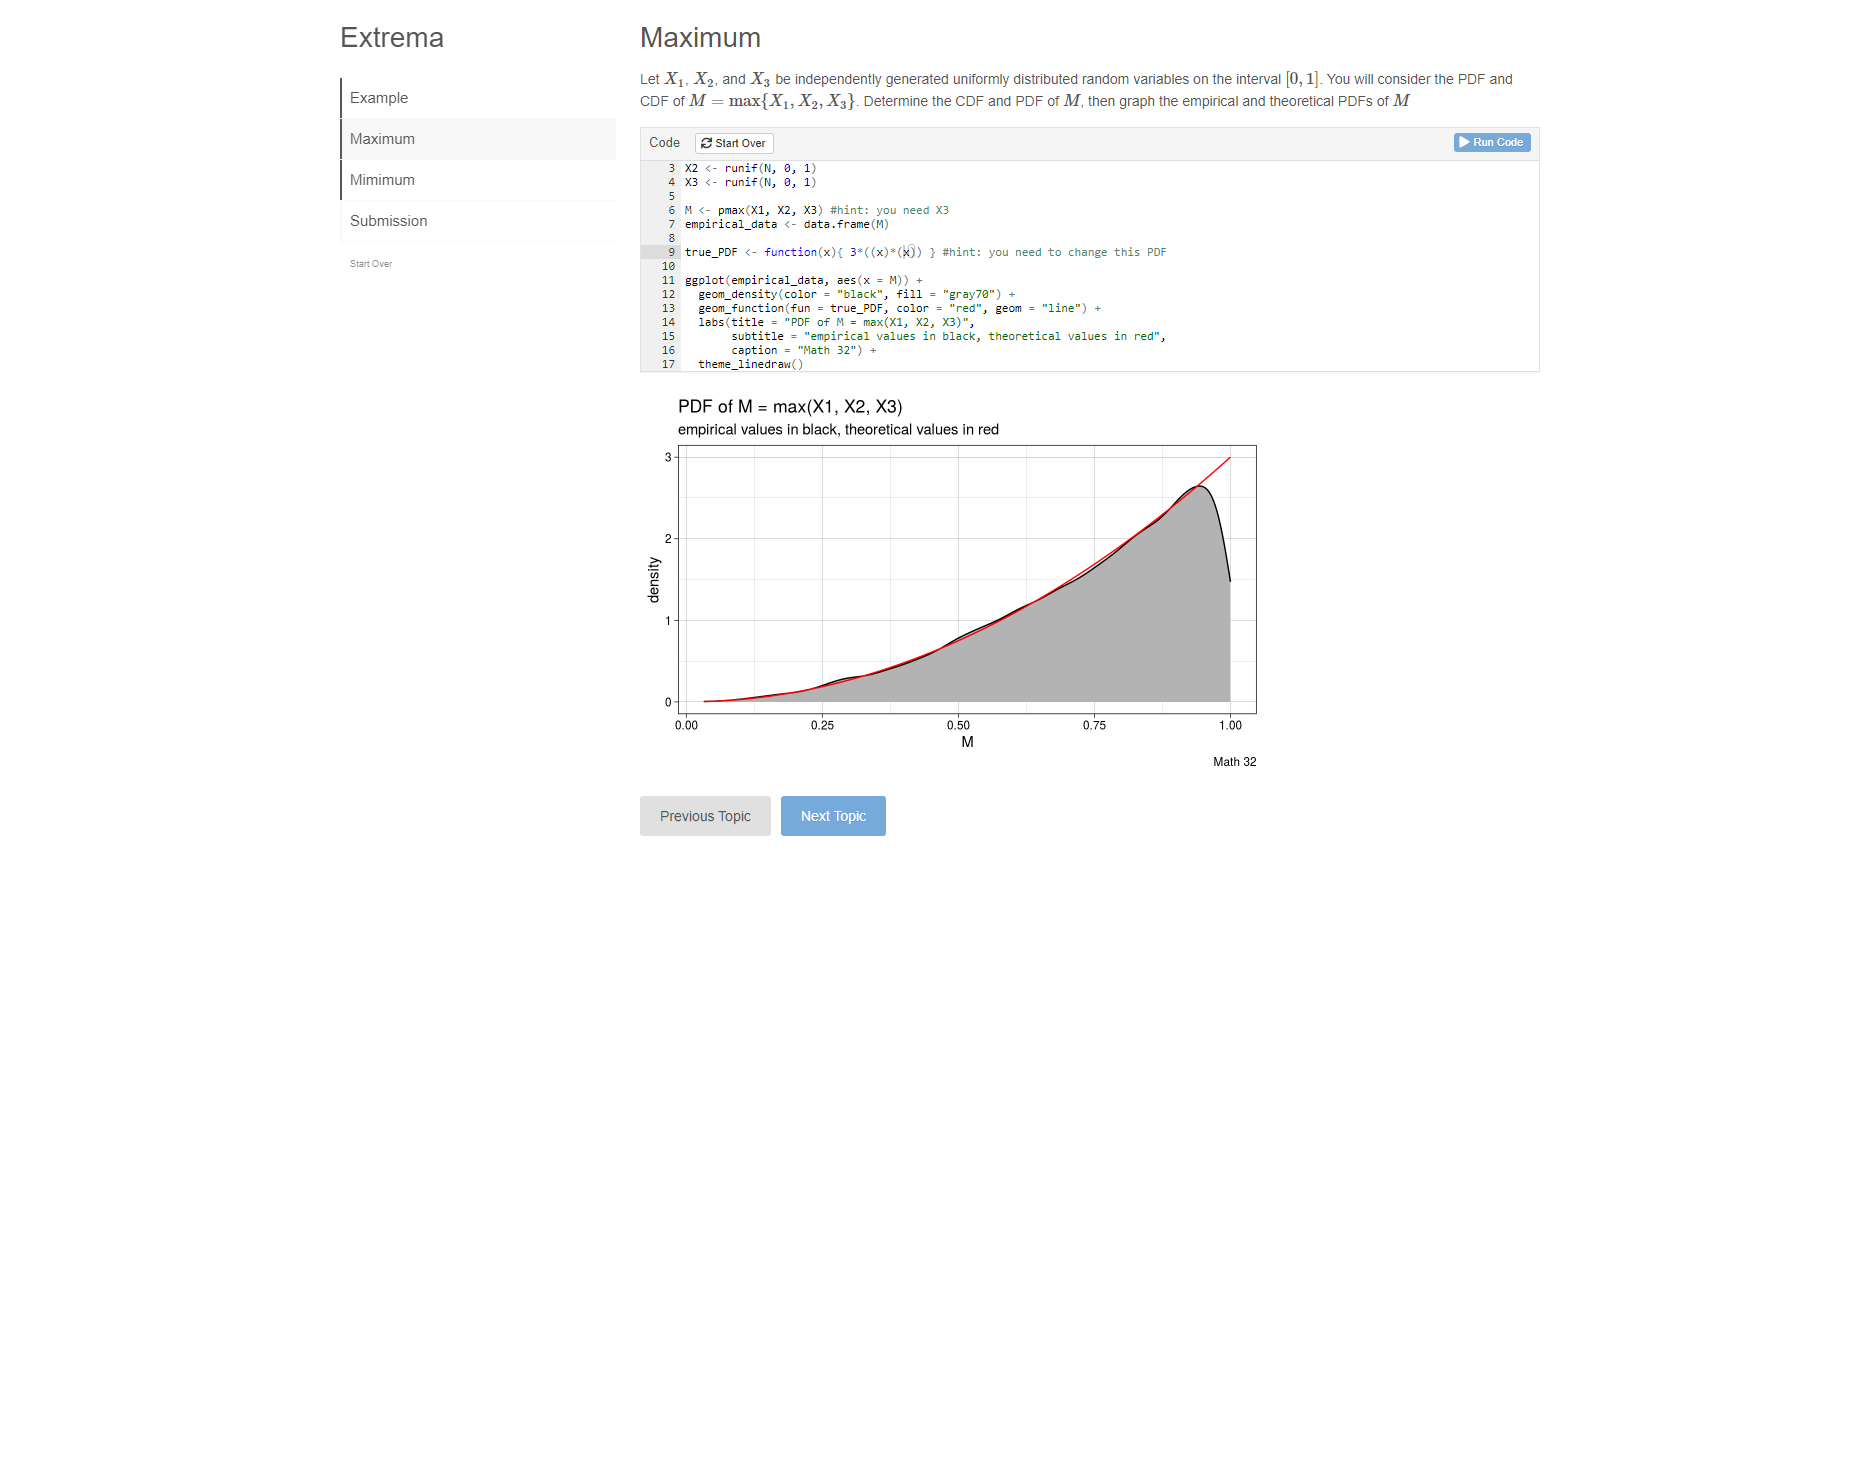 Extrema
Example
Maximum
Mimimum
Submission
Start Over
Maximum
Let X1, X2, and X3 be independently generated uniformly distributed random variables on the interval [0, 1]. You will consider the PDF and
CDF of M = max{X1, X2, X3}. Determine the CDF and PDF of M, then graph the empirical and theoretical PDFs of M
Code Start Over Run Code
3 X2 <- runif(N, 0, 1)
4 X3 <- runif(N, 0, 1)
5
6 M <- pmax(X1, X2, X3) #hint: you need X3
7 empirical_data <- data.frame(M)
8
9 true_PDF <- function(x){ 3*((x)*(x)) } #hint: you need to change this PDF
10
11 ggplot(empirical_data, aes(x = M)) +
12 geom_density(color = "black", fill = "gray70") +
13 geom_function(fun = true_PDF, color = "red", geom = "line") +
14 labs(title = "PDF of M = max(X1, X2, X3)",
15 subtitle = "empirical values in black, theoretical values in red",
16 caption = "Math 32") +
17 theme_linedraw()
PDF of M = max(X1, X2, X3)
empirical values in black, theoretical values in red
3
2
1
0
density
0.00 0.25 0.50 0.75 1.00
M
Math 32
Previous Topic Next Topic